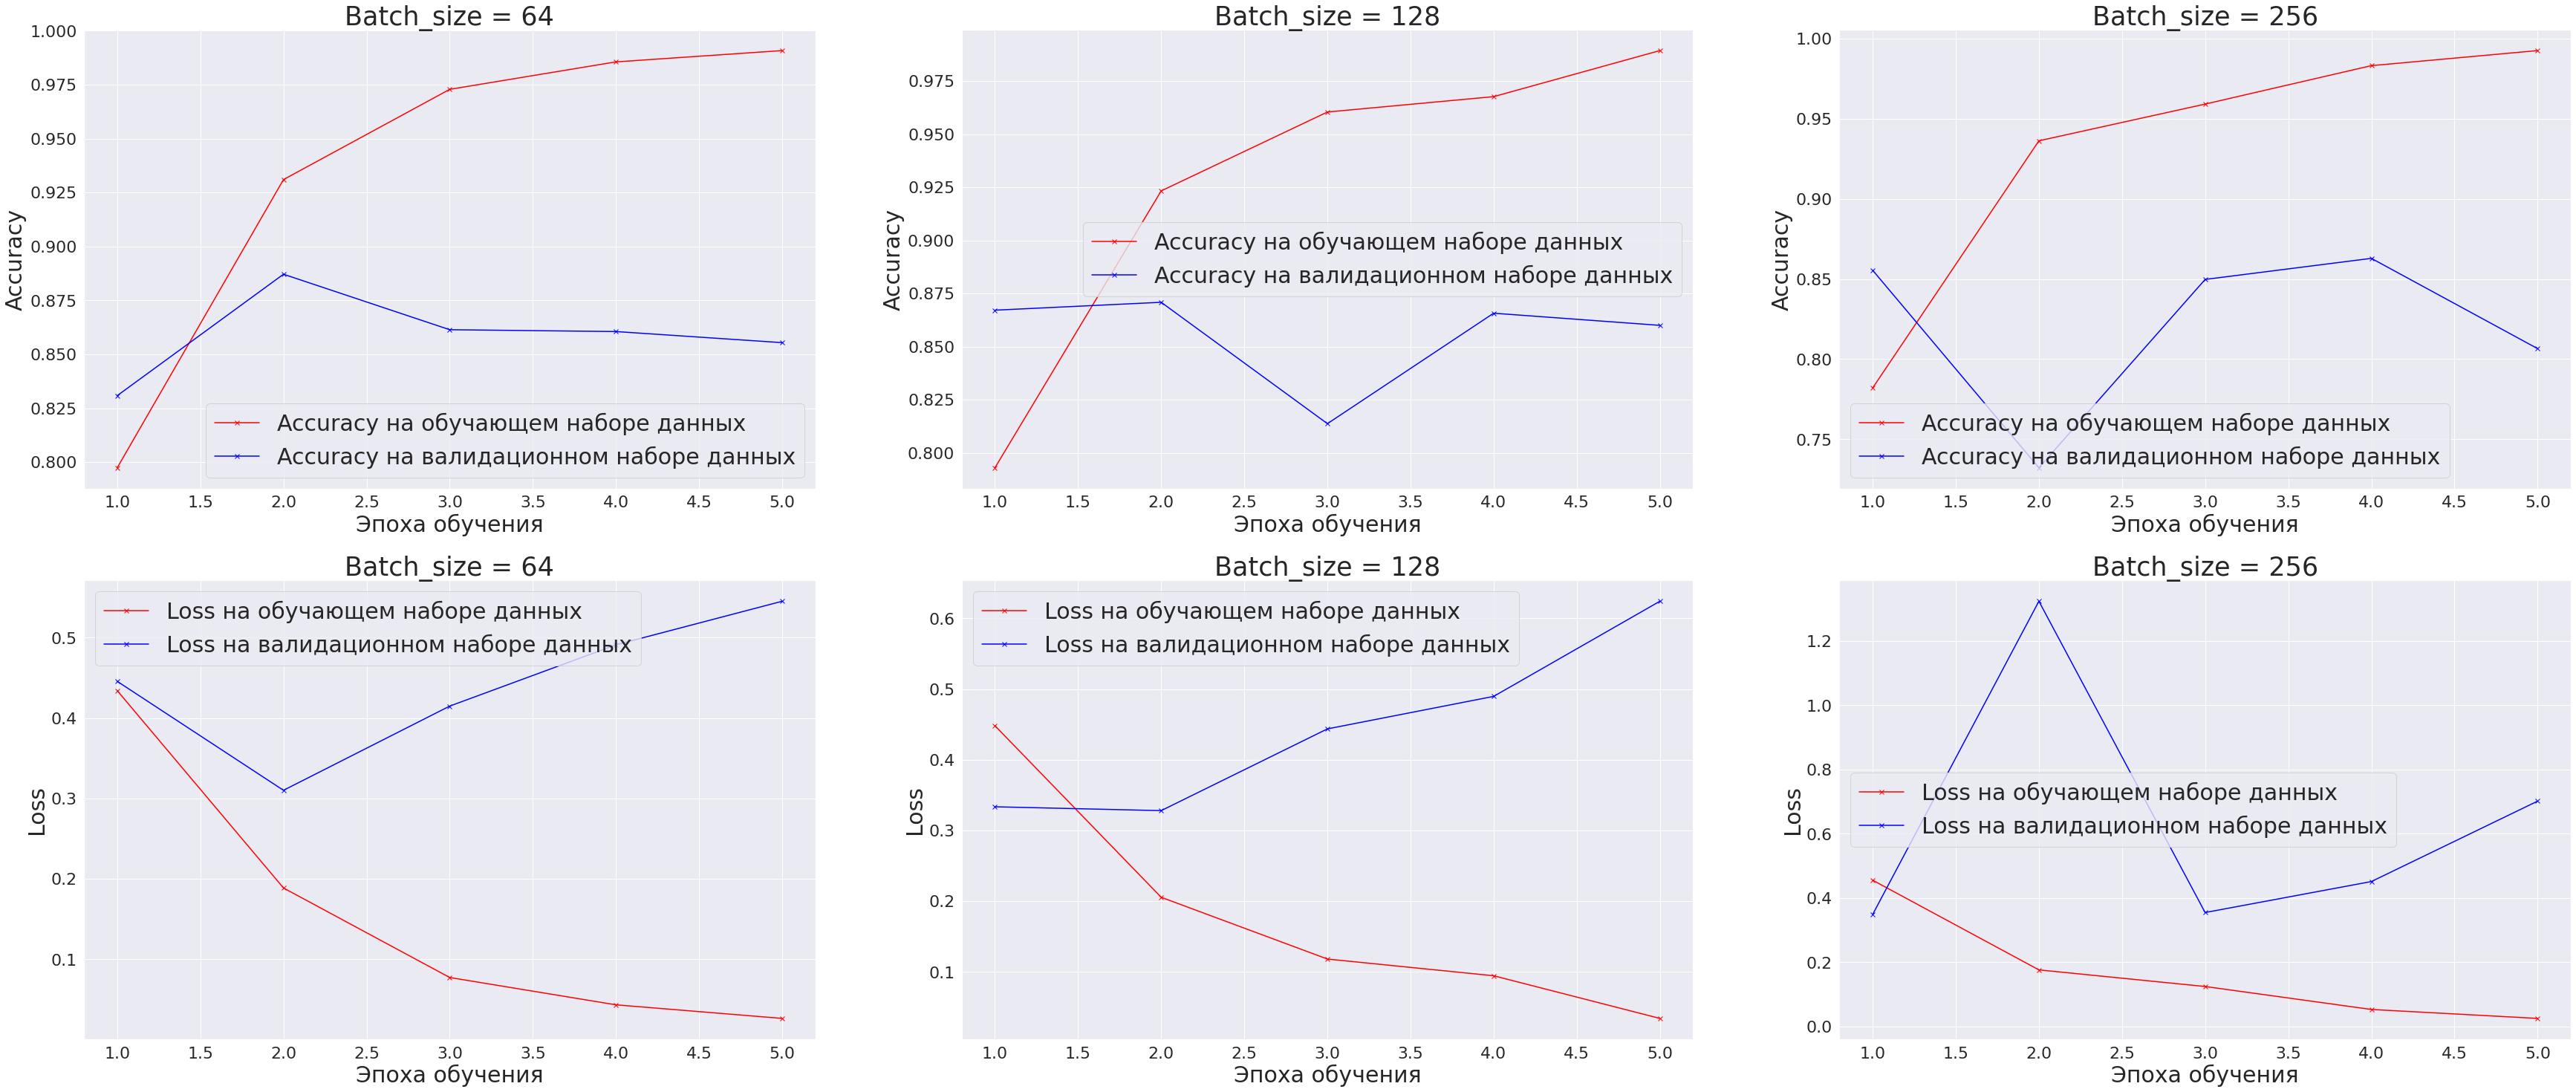 Batch_size = 64
1.000
0.975
0.950
0.925
0.900
0.875
0.850
0.825
0.800
Accuracy
Accuracy на обучающем наборе данных
Accuracy на валидационном наборе данных
1.0 1.5 2.0 2.5 3.0 3.5 4.0 4.5 5.0
Эпоха обучения
Batch_size = 128
0.975
0.950
0.925
0.900
0.875
0.850
0.825
0.800
Accuracy
Accuracy на обучающем наборе данных
Accuracy на валидационном наборе данных
1.0 1.5 2.0 2.5 3.0 3.5 4.0 4.5 5.0
Эпоха обучения
Batch_size = 256
1.00
0.95
0.90
0.85
0.80
0.75
Accuracy
Accuracy на обучающем наборе данных
Accuracy на валидационном наборе данных
1.0 1.5 2.0 2.5 3.0 3.5 4.0 4.5 5.0
Эпоха обучения
Batch_size = 64
0.5
0.4
0.3
0.2
0.1
Loss
Loss на обучающем наборе данных
Loss на валидационном наборе данных
1.0 1.5 2.0 2.5 3.0 3.5 4.0 4.5 5.0
Эпоха обучения
Batch_size = 128
0.6
0.5
0.4
0.3
0.2
0.1
Loss
Loss на обучающем наборе данных
Loss на валидационном наборе данных
1.0 1.5 2.0 2.5 3.0 3.5 4.0 4.5 5.0
Эпоха обучения
Batch_size = 256
1.2
1.0
0.8
0.6
0.4
0.2
0.0
Loss
Loss на обучающем наборе данных
Loss на валидационном наборе данных
1.0 1.5 2.0 2.5 3.0 3.5 4.0 4.5 5.0
Эпоха обучения